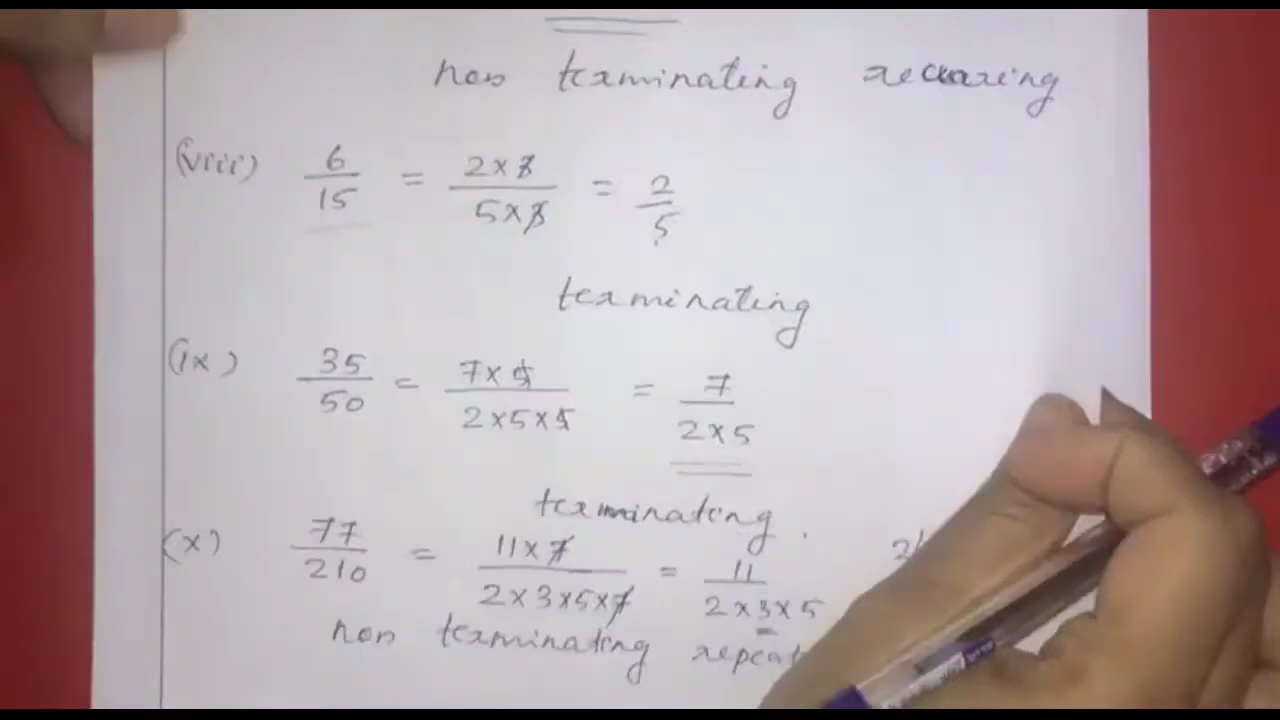 non terminating recurring
(viii) 6/15 = 2×3/5×3 = 2/5
terminating
(ix) 35/50 = 7×5/2×5×5 = 7/2×5
terminating.
(x) 77/210 = 11×7/2×3×5×7 = 11/2×3×5
non terminating repeat